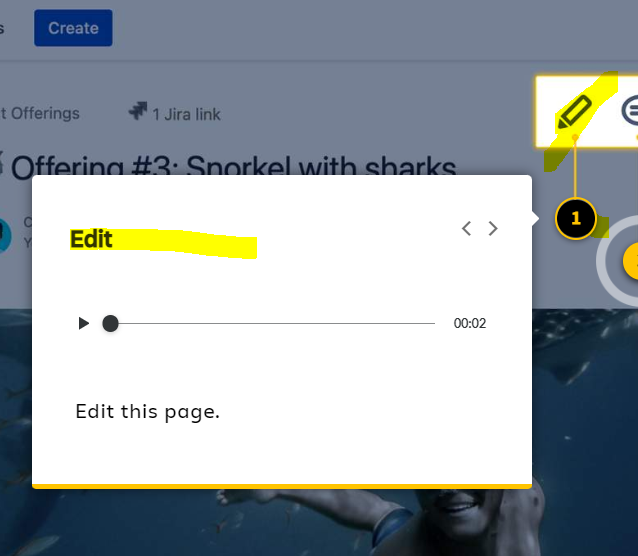 Create
t Offerings
1 Jira link
Offering #3: Snorkel with sharks
1
Edit
00:02
Edit this page.